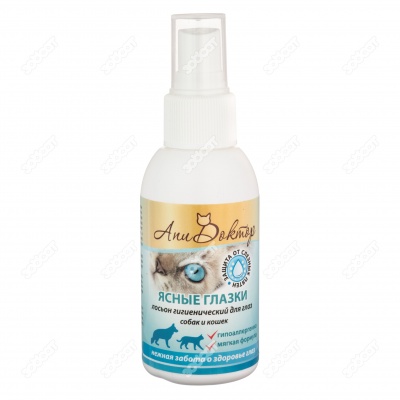 АпиДоктор
ЗАЩИТА ОТ СЛЕЗНЫХ ПЯТЕН
ЯСНЫЕ ГЛАЗКИ
лосьон гигиенический для глаз
собак и кошек
гипоаллергенно
мягкая формула
нежная забота о здоровье глаз